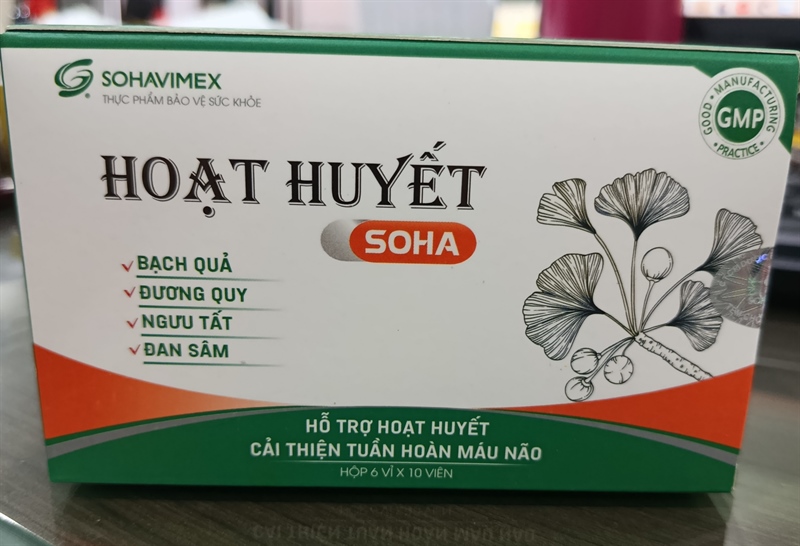 SOHAVIMEX
THỰC PHẨM BẢO VỆ SỨC KHỎE
GOOD MANUFACTURING PRACTICE
GMP
HOẠT HUYẾT
SOHA
BẠCH QUẢ
ĐƯƠNG QUY
NGƯU TẤT
ĐAN SÂM
HỖ TRỢ HOẠT HUYẾT
CẢI THIỆN TUẦN HOÀN MÁU NÃO
HỘP 6 VỈ X 10 VIÊN